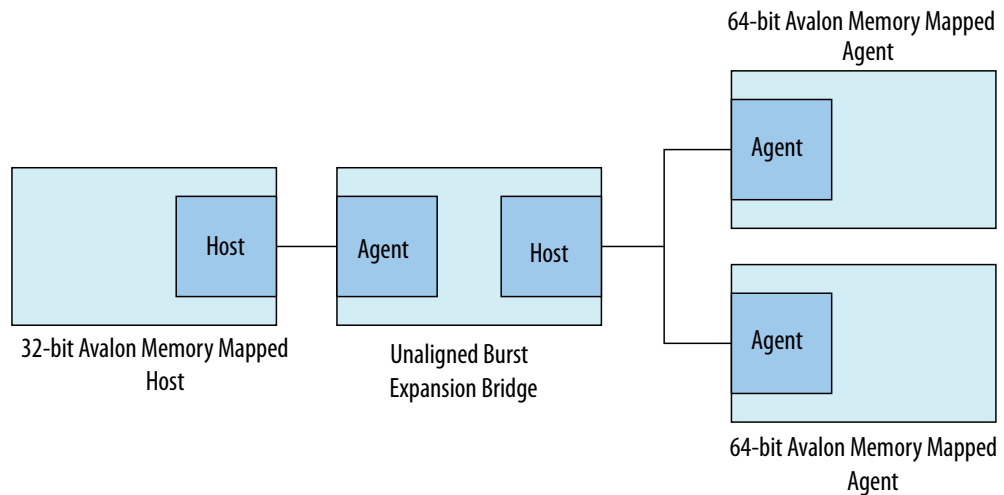 64-bit Avalon Memory Mapped
Agent
Agent
Host
Agent
Host
32-bit Avalon Memory Mapped
Host
Unaligned Burst
Expansion Bridge
Agent
64-bit Avalon Memory Mapped
Agent